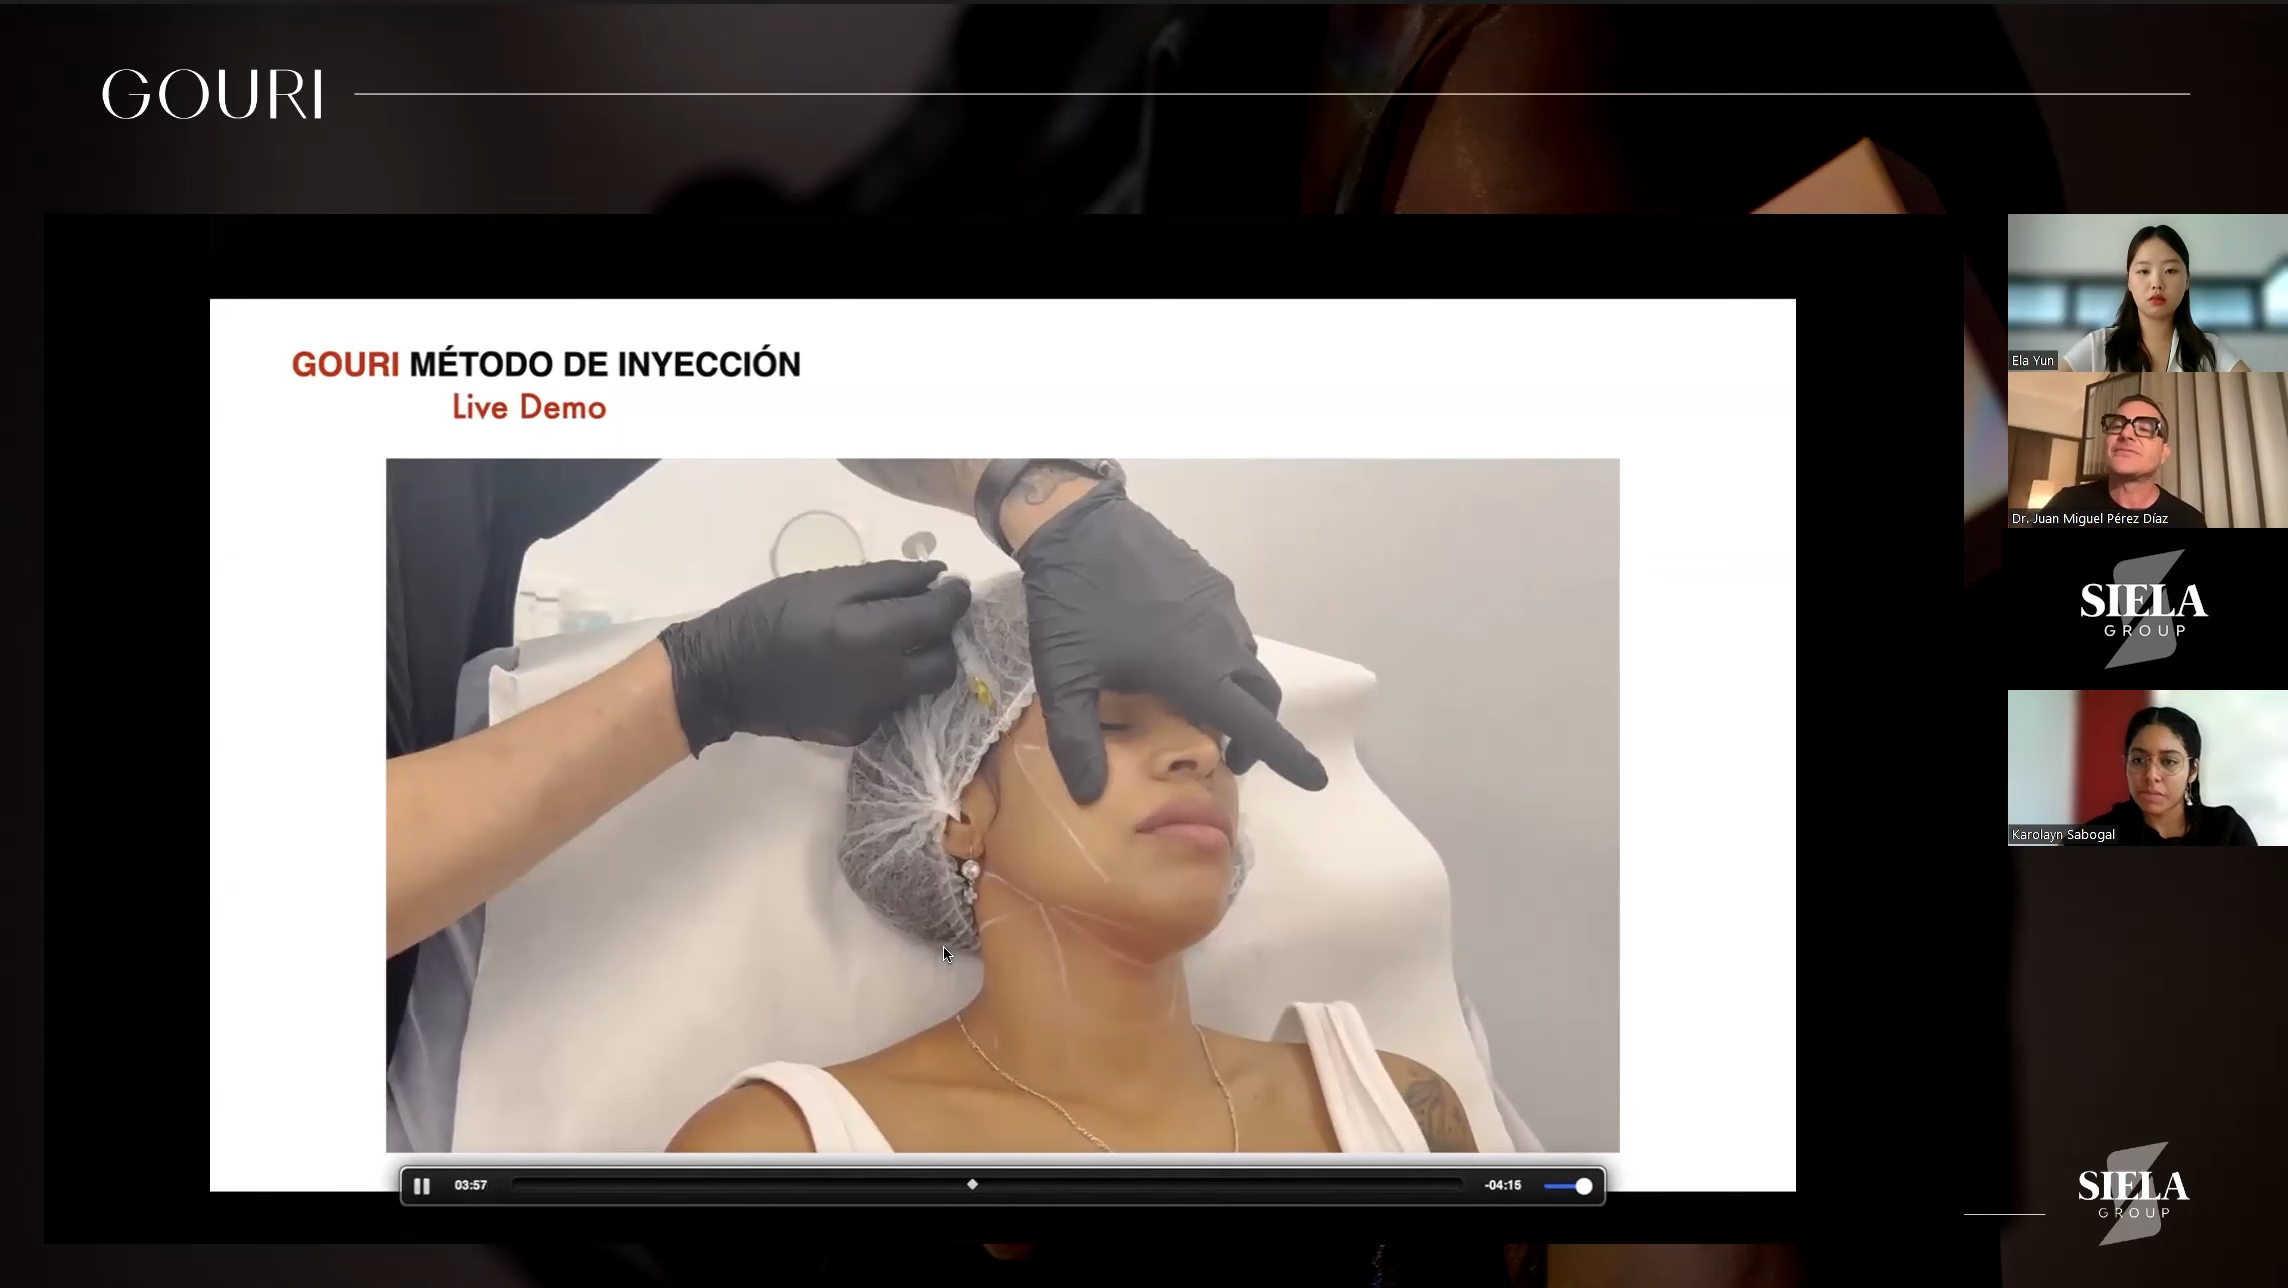 GOURI
GOURI MÉTODO DE INYECCIÓN
Live Demo
03:57
-04:15
Ela Yun
Dr. Juan Miguel Pérez Díaz
SIELA
GROUP
Karolayn Sabogal
SIELA
GROUP